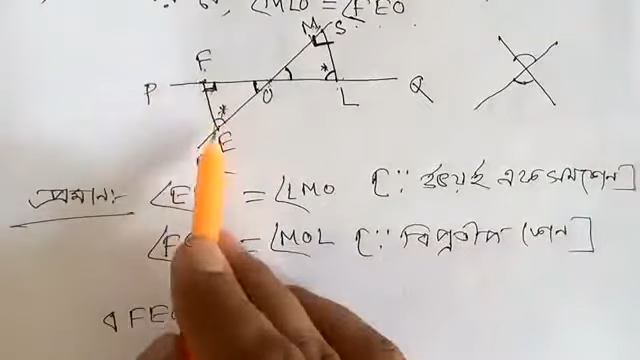 ∠MLO = ∠FEO
M S
F
P O L Q
E
প্রমাণঃ ∠E = ∠LMO [∵ উভয়ই এক সমকোণ]
∠F = ∠MOL [∵ বিপ্রতীপ কোণ]
FE